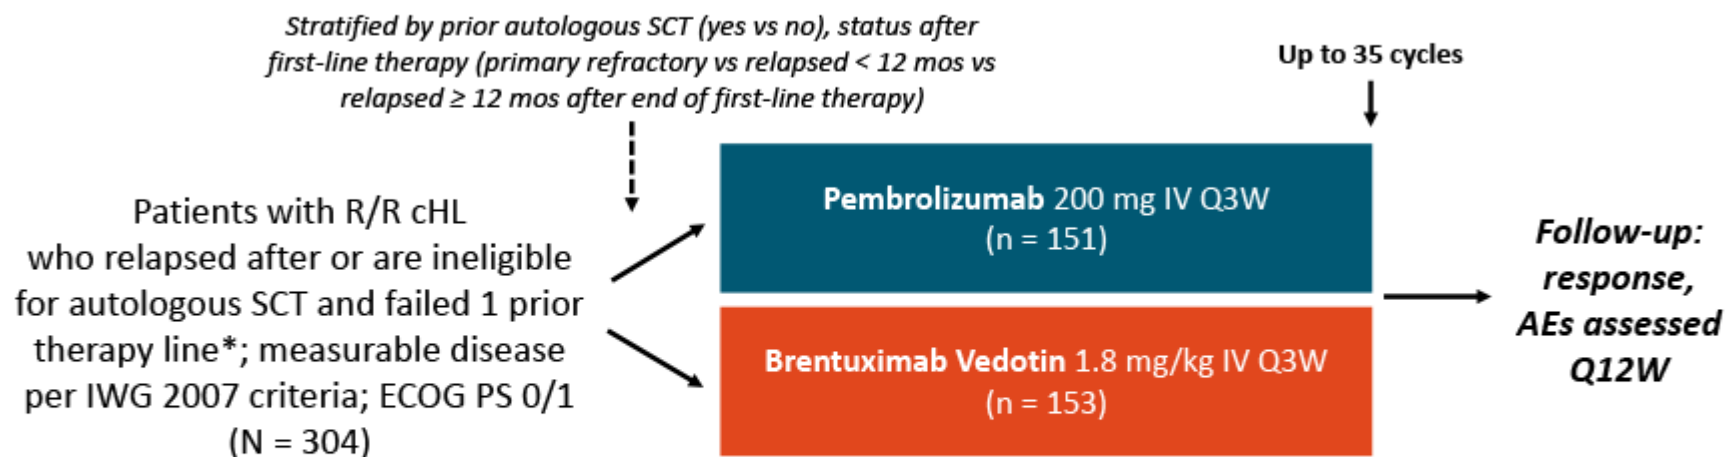 Stratified by prior autologous SCT (yes vs no), status after
first-line therapy (primary refractory vs relapsed < 12 mos vs
relapsed ≥ 12 mos after end of first-line therapy)
Up to 35 cycles
Patients with R/R cHL
who relapsed after or are ineligible
for autologous SCT and failed 1 prior
therapy line*; measurable disease
per IWG 2007 criteria; ECOG PS 0/1
(N = 304)
Pembrolizumab 200 mg IV Q3W
(n = 151)
Brentuximab Vedotin 1.8 mg/kg IV Q3W
(n = 153)
Follow-up:
response,
AEs assessed
Q12W